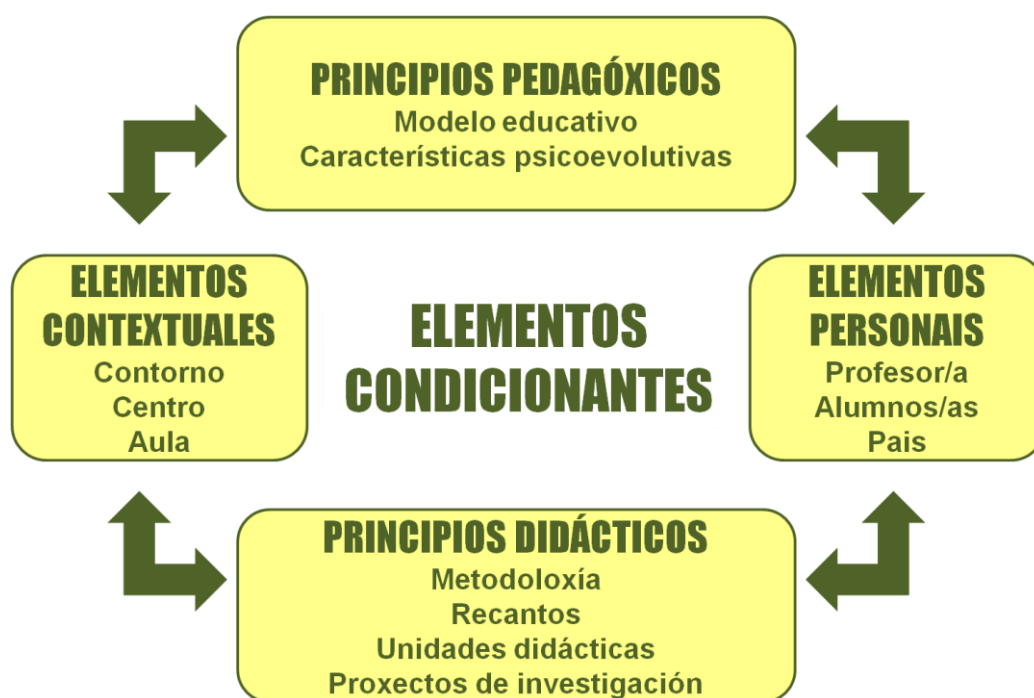 PRINCIPIOS PEDAGÓXICOS
Modelo educativo
Características psicoevolutivas
ELEMENTOS
CONTEXTUALES
Contorno
Centro
Aula
ELEMENTOS
CONDICIONANTES
ELEMENTOS
PERSONAIS
Profesor/a
Alumnos/as
Pais
PRINCIPIOS DIDÁCTICOS
Metodoloxía
Recantos
Unidades didácticas
Proxectos de investigación